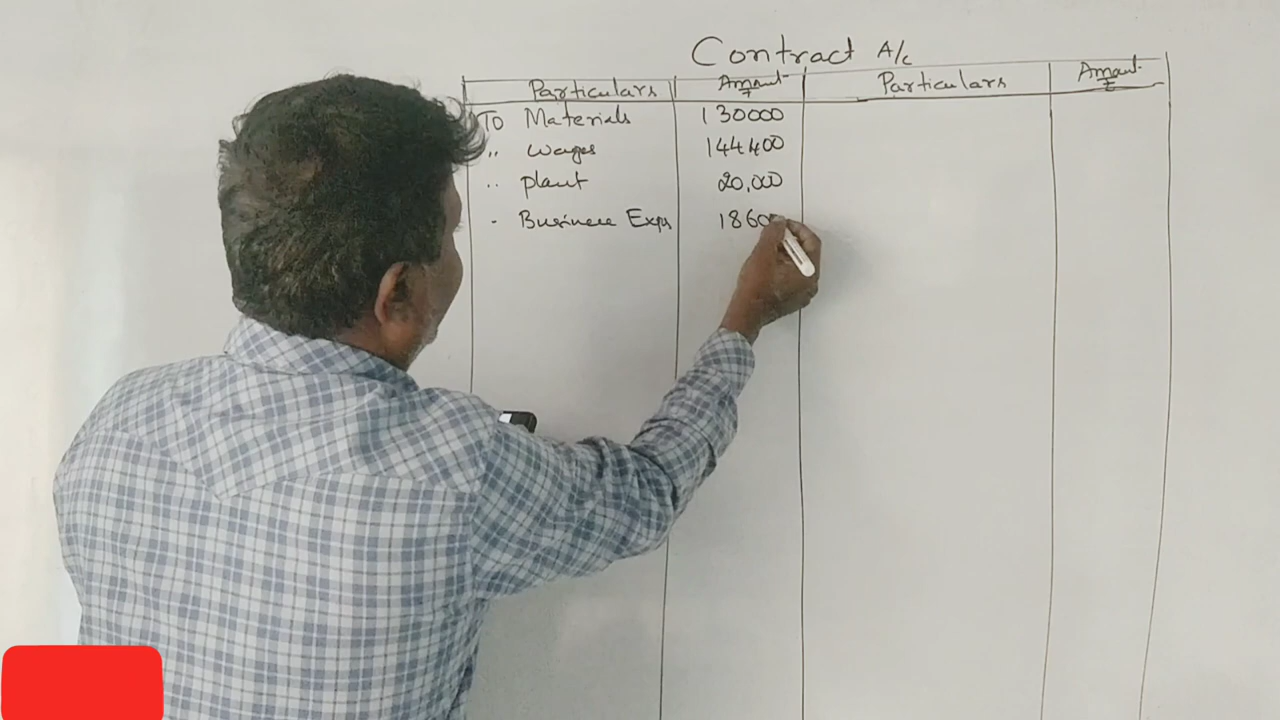 Contract A/c
Particulars Amount ₹ Particulars Amount ₹
To Materials 130000
,, Wages 144400
,, plant 20,000
- Business Exps